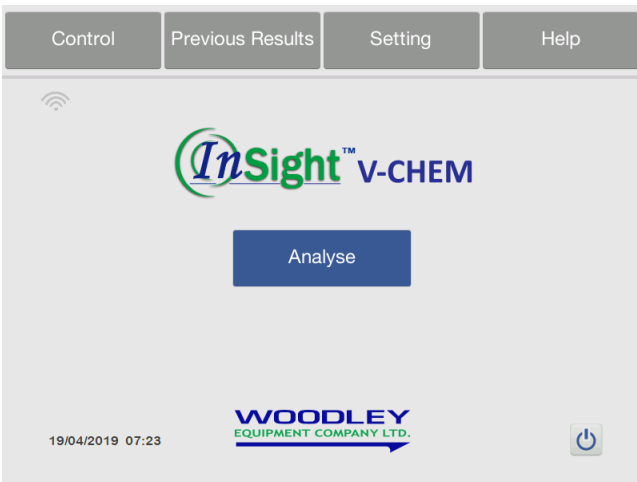 Control Previous Results Setting Help
InSight™ V-CHEM
Analyse
WOODLEY
EQUIPMENT COMPANY LTD.
19/04/2019 07:23